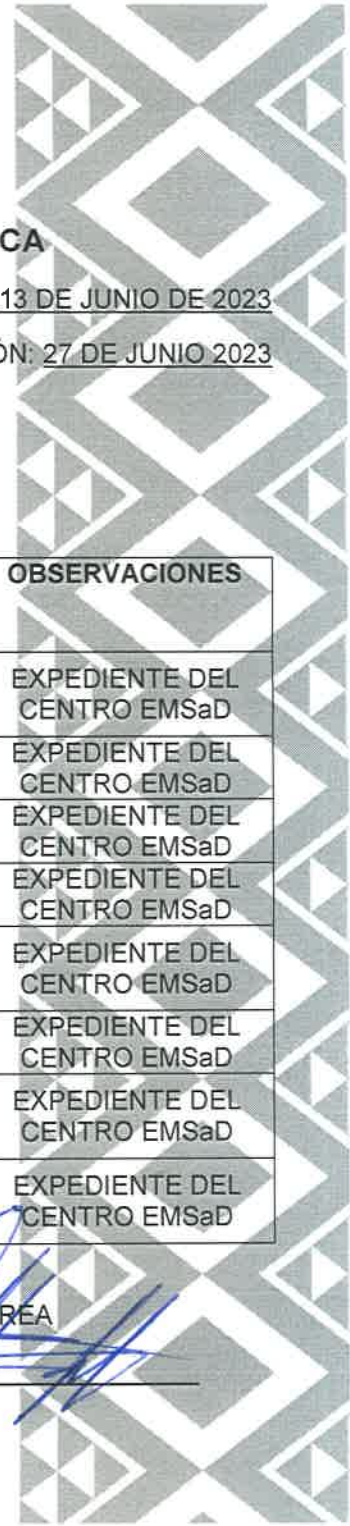 CA
13 DE JUNIO DE 2023
ÓN: 27 DE JUNIO 2023
OBSERVACIONES
EXPEDIENTE DEL
CENTRO EMSaD
EXPEDIENTE DEL
CENTRO EMSaD
EXPEDIENTE DEL
CENTRO EMSaD
EXPEDIENTE DEL
CENTRO EMSaD
EXPEDIENTE DEL
CENTRO EMSaD
EXPEDIENTE DEL
CENTRO EMSaD
EXPEDIENTE DEL
CENTRO EMSaD
EXPEDIENTE DEL
CENTRO EMSaD
REA